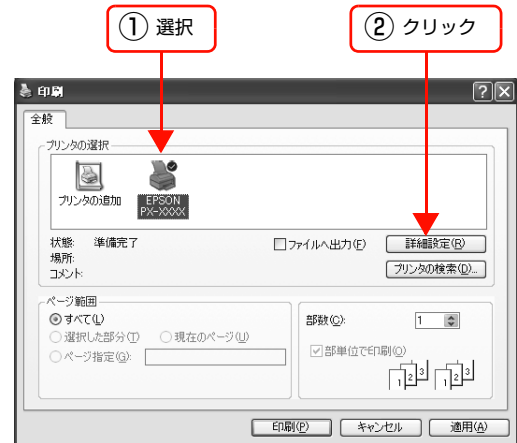 ① 選択
② クリック
印刷
全般
プリンタの選択
プリンタの追加
EPSON
PX-XXXX
状態: 準備完了
場所:
コメント:
ファイルへ出力(F)
詳細設定(R)
プリンタの検索(D)...
ページ範囲
すべて(L)
選択した部分(T)
現在のページ(U)
ページ指定(G):
部数(C):
1
部単位で印刷(O)
1 2 3
1 2 3
印刷(P)
キャンセル
適用(A)